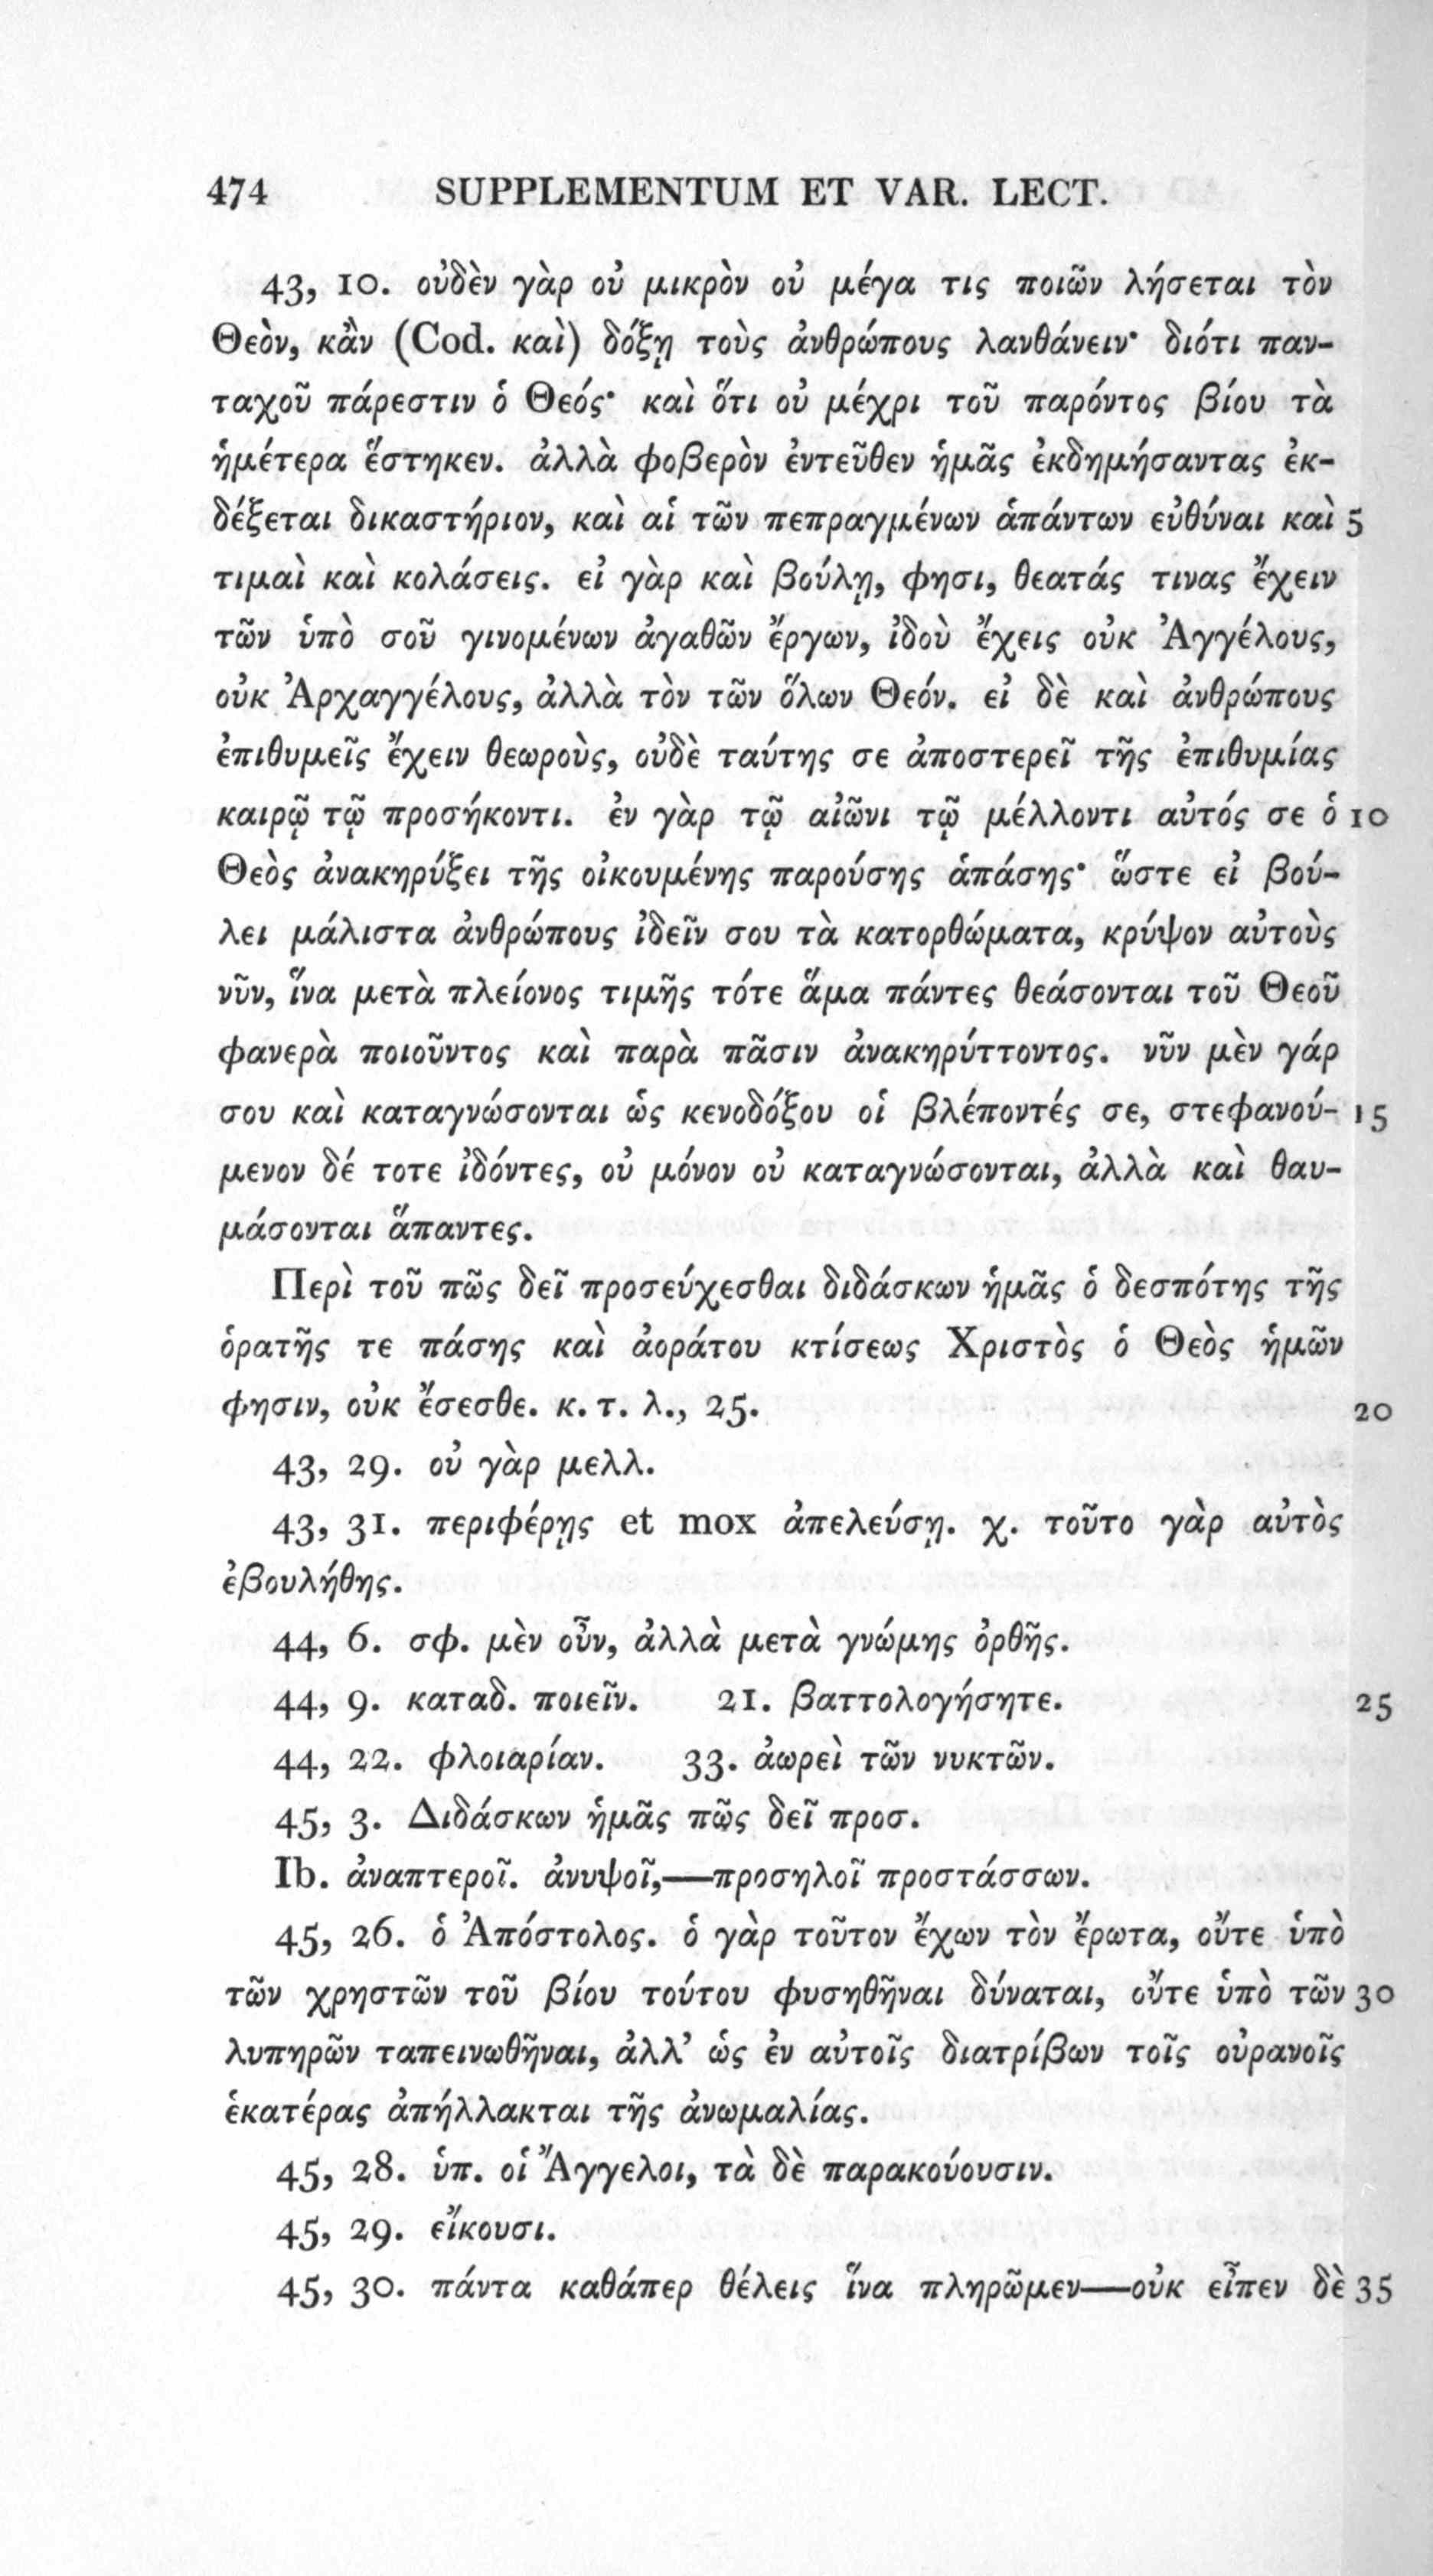 474 SUPPLEMENTUM ET VAR. LECT.
43, 10. οὐδὲν γὰρ οὐ μικρὸν οὐ μέγα τις ποιῶν λήσεται τὸν
Θεὸν, κἂν (Cod. καὶ) δόξῃ τοὺς ἀνθρώπους λανθάνειν· διότι παν-
ταχοῦ πάρεστιν ὁ Θεός· καὶ ὅτι οὐ μέχρι τοῦ παρόντος βίου τὰ
ἡμέτερα ἕστηκεν. ἀλλὰ φοβερὸν ἐντεῦθεν ἡμᾶς ἐκδημήσαντας ἐκ-
δέξεται δικαστήριον, καὶ αἱ τῶν πεπραγμένων ἁπάντων εὐθύναι καὶ 5
τιμαὶ καὶ κολάσεις. εἰ γὰρ καὶ βούλῃ, φησι, θεατάς τινας ἔχειν
τῶν ὑπὸ σοῦ γινομένων ἀγαθῶν ἔργων, ἰδοὺ ἔχεις οὐκ Ἀγγέλους,
οὐκ Ἀρχαγγέλους, ἀλλὰ τὸν τῶν ὅλων Θεόν. εἰ δὲ καὶ ἀνθρώπους
ἐπιθυμεῖς ἔχειν θεωροὺς, οὐδὲ ταύτης σε ἀποστερεῖ τῆς ἐπιθυμίας
καιρῷ τῷ προσήκοντι. ἐν γὰρ τῷ αἰῶνι τῷ μέλλοντι αὐτός σε ὁ 10
Θεὸς ἀνακηρύξει τῆς οἰκουμένης παρούσης ἁπάσης· ὥστε εἰ βού-
λει μάλιστα ἀνθρώπους ἰδεῖν σου τὰ κατορθώματα, κρύψον αὐτοὺς
νῦν, ἵνα μετὰ πλείονος τιμῆς τότε ἅμα πάντες θεάσονται τοῦ Θεοῦ
φανερὰ ποιοῦντος καὶ παρὰ πᾶσιν ἀνακηρύττοντος. νῦν μὲν γάρ
σου καὶ καταγνώσονται ὡς κενοδόξου οἱ βλέποντές σε, στεφανού- 15
μενον δέ τοτε ἰδόντες, οὐ μόνον οὐ καταγνώσονται, ἀλλὰ καὶ θαυ-
μάσονται ἅπαντες.
Περὶ τοῦ πῶς δεῖ προσεύχεσθαι διδάσκων ἡμᾶς ὁ δεσπότης τῆς
ὁρατῆς τε πάσης καὶ ἀοράτου κτίσεως Χριστὸς ὁ Θεὸς ἡμῶν
φησιν, οὐκ ἔσεσθε. κ. τ. λ., 25. 20
43, 29. οὐ γὰρ μελλ.
43, 31. περιφέρῃς et mox ἀπελεύσῃ. χ. τοῦτο γὰρ αὐτὸς
ἐβουλήθης.
44, 6. σφ. μὲν οὖν, ἀλλὰ μετὰ γνώμης ὀρθῆς.
44, 9. καταδ. ποιεῖν. 21. βαττολογήσητε. 25
44, 22. φλοιαρίαν. 33. ἀωρεὶ τῶν νυκτῶν.
45, 3. Διδάσκων ἡμᾶς πῶς δεῖ προσ.
Ib. ἀναπτεροῖ. ἀνυψοῖ,—προσηλοῖ προστάσσων.
45, 26. ὁ Ἀπόστολος. ὁ γὰρ τοῦτον ἔχων τὸν ἔρωτα, οὔτε ὑπὸ
τῶν χρηστῶν τοῦ βίου τούτου φυσηθῆναι δύναται, οὔτε ὑπὸ τῶν 30
λυπηρῶν ταπεινωθῆναι, ἀλλ’ ὡς ἐν αὐτοῖς διατρίβων τοῖς οὐρανοῖς
ἑκατέρας ἀπήλλακται τῆς ἀνωμαλίας.
45, 28. ὑπ. οἱ Ἄγγελοι, τὰ δὲ παρακούουσιν.
45, 29. εἴκουσι.
45, 30. πάντα καθάπερ θέλεις ἵνα πληρῶμεν—οὐκ εἶπεν δὲ 35